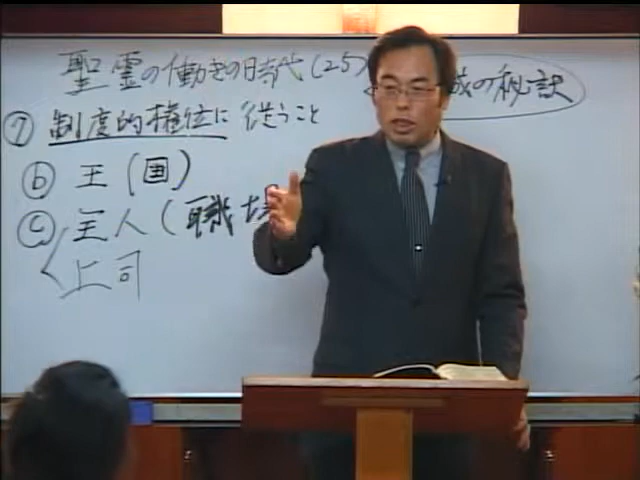 聖霊の働きの時代(25)
成の秘訣
⑦ 制度的権位に従うこと
ⓑ 王(国)
ⓒ 主人(職場
上司